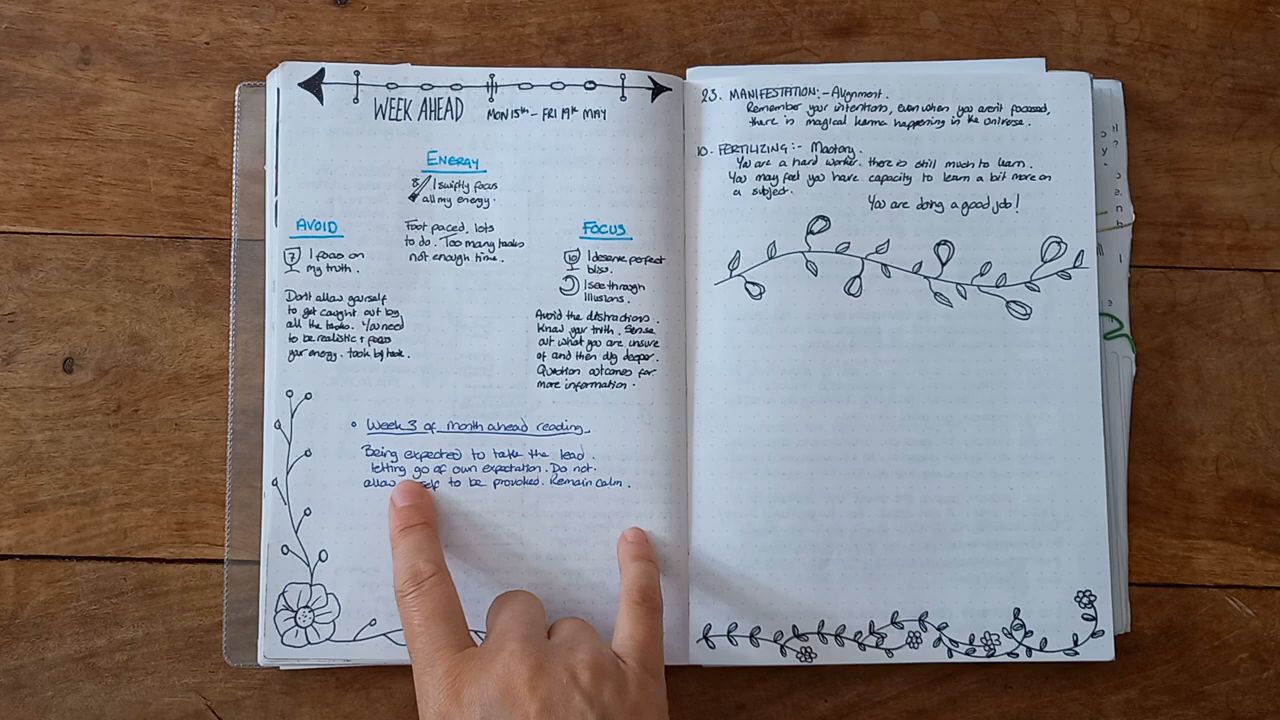 WEEK AHEAD MON 15th - FRI 19th MAY
ENERGY
8 I swiftly focus
all my energy.
Foot paced, lots
to do. Too many tasks
not enough time.
AVOID
7 I focus on
my truth.
Don't allow yourself
to get caught out by
all the tasks. You need
to be realistic + focus
your energy. task by task.
FOCUS
10 I deserve perfect
bliss.
I see through
illusions.
Avoid the distractions.
Know your truth. Sense
out what you are unsure
of and then dig deeper.
Question outcomes for
more information.
Week 3 of month ahead reading.
Being expected to take the lead.
letting go of own expectation. Do not
allow self to be provoked. Remain calm.
23. MANIFESTATION:- Alignment.
Remember your intentions, even when you aren't focused,
there is magical karma happening in the universe.
10. FERTILIZING:- Mastery.
You are a hard worker. there is still much to learn.
You may feel you have capacity to learn a bit more on
a subject.
You are doing a good job!